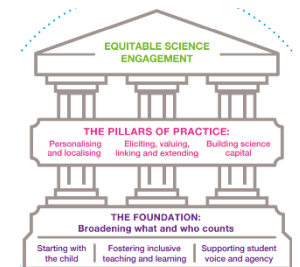 EQUITABLE SCIENCE
ENGAGEMENT
THE PILLARS OF PRACTICE:
Personalising Eliciting, valuing, Building science
and localising linking and extending capital
THE FOUNDATION:
Broadening what and who counts
Starting with Fostering inclusive Supporting student
the child teaching and learning voice and agency